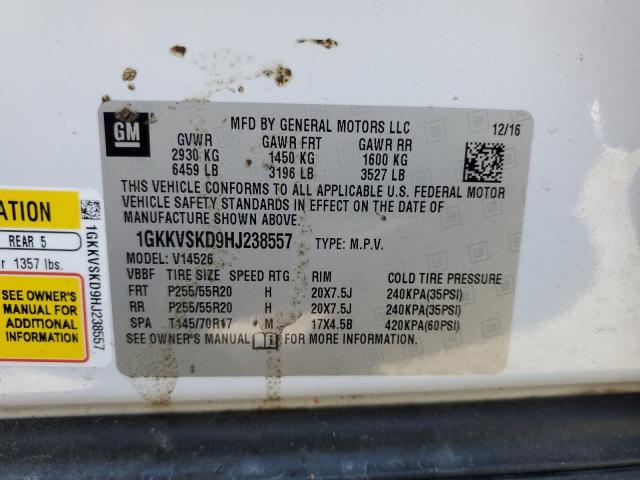 GM
MFD BY GENERAL MOTORS LLC 12/16
GVWR GAWR FRT GAWR RR
2930 KG 1450 KG 1600 KG
6459 LB 3196 LB 3527 LB
THIS VEHICLE CONFORMS TO ALL APPLICABLE U.S. FEDERAL MOTOR
VEHICLE SAFETY STANDARDS IN EFFECT ON THE DATE OF
MANUFACTURE SHOWN ABOVE.
1GKKVSKD9HJ238557 TYPE: M.P.V.
MODEL: V14526
VBBF TIRE SIZE SPEED RTG RIM COLD TIRE PRESSURE
FRT P255/55R20 H 20X7.5J 240KPA(35PSI)
RR P255/55R20 H 20X7.5J 240KPA(35PSI)
SPA T145/70R17 M 17X4.5B 420KPA(60PSI)
SEE OWNER'S MANUAL FOR MORE INFORMATION.
ATION
REAR 5
r 1357 lbs.
SEE OWNER'S
MANUAL FOR
ADDITIONAL
INFORMATION
1GKKVSKD9HJ238557